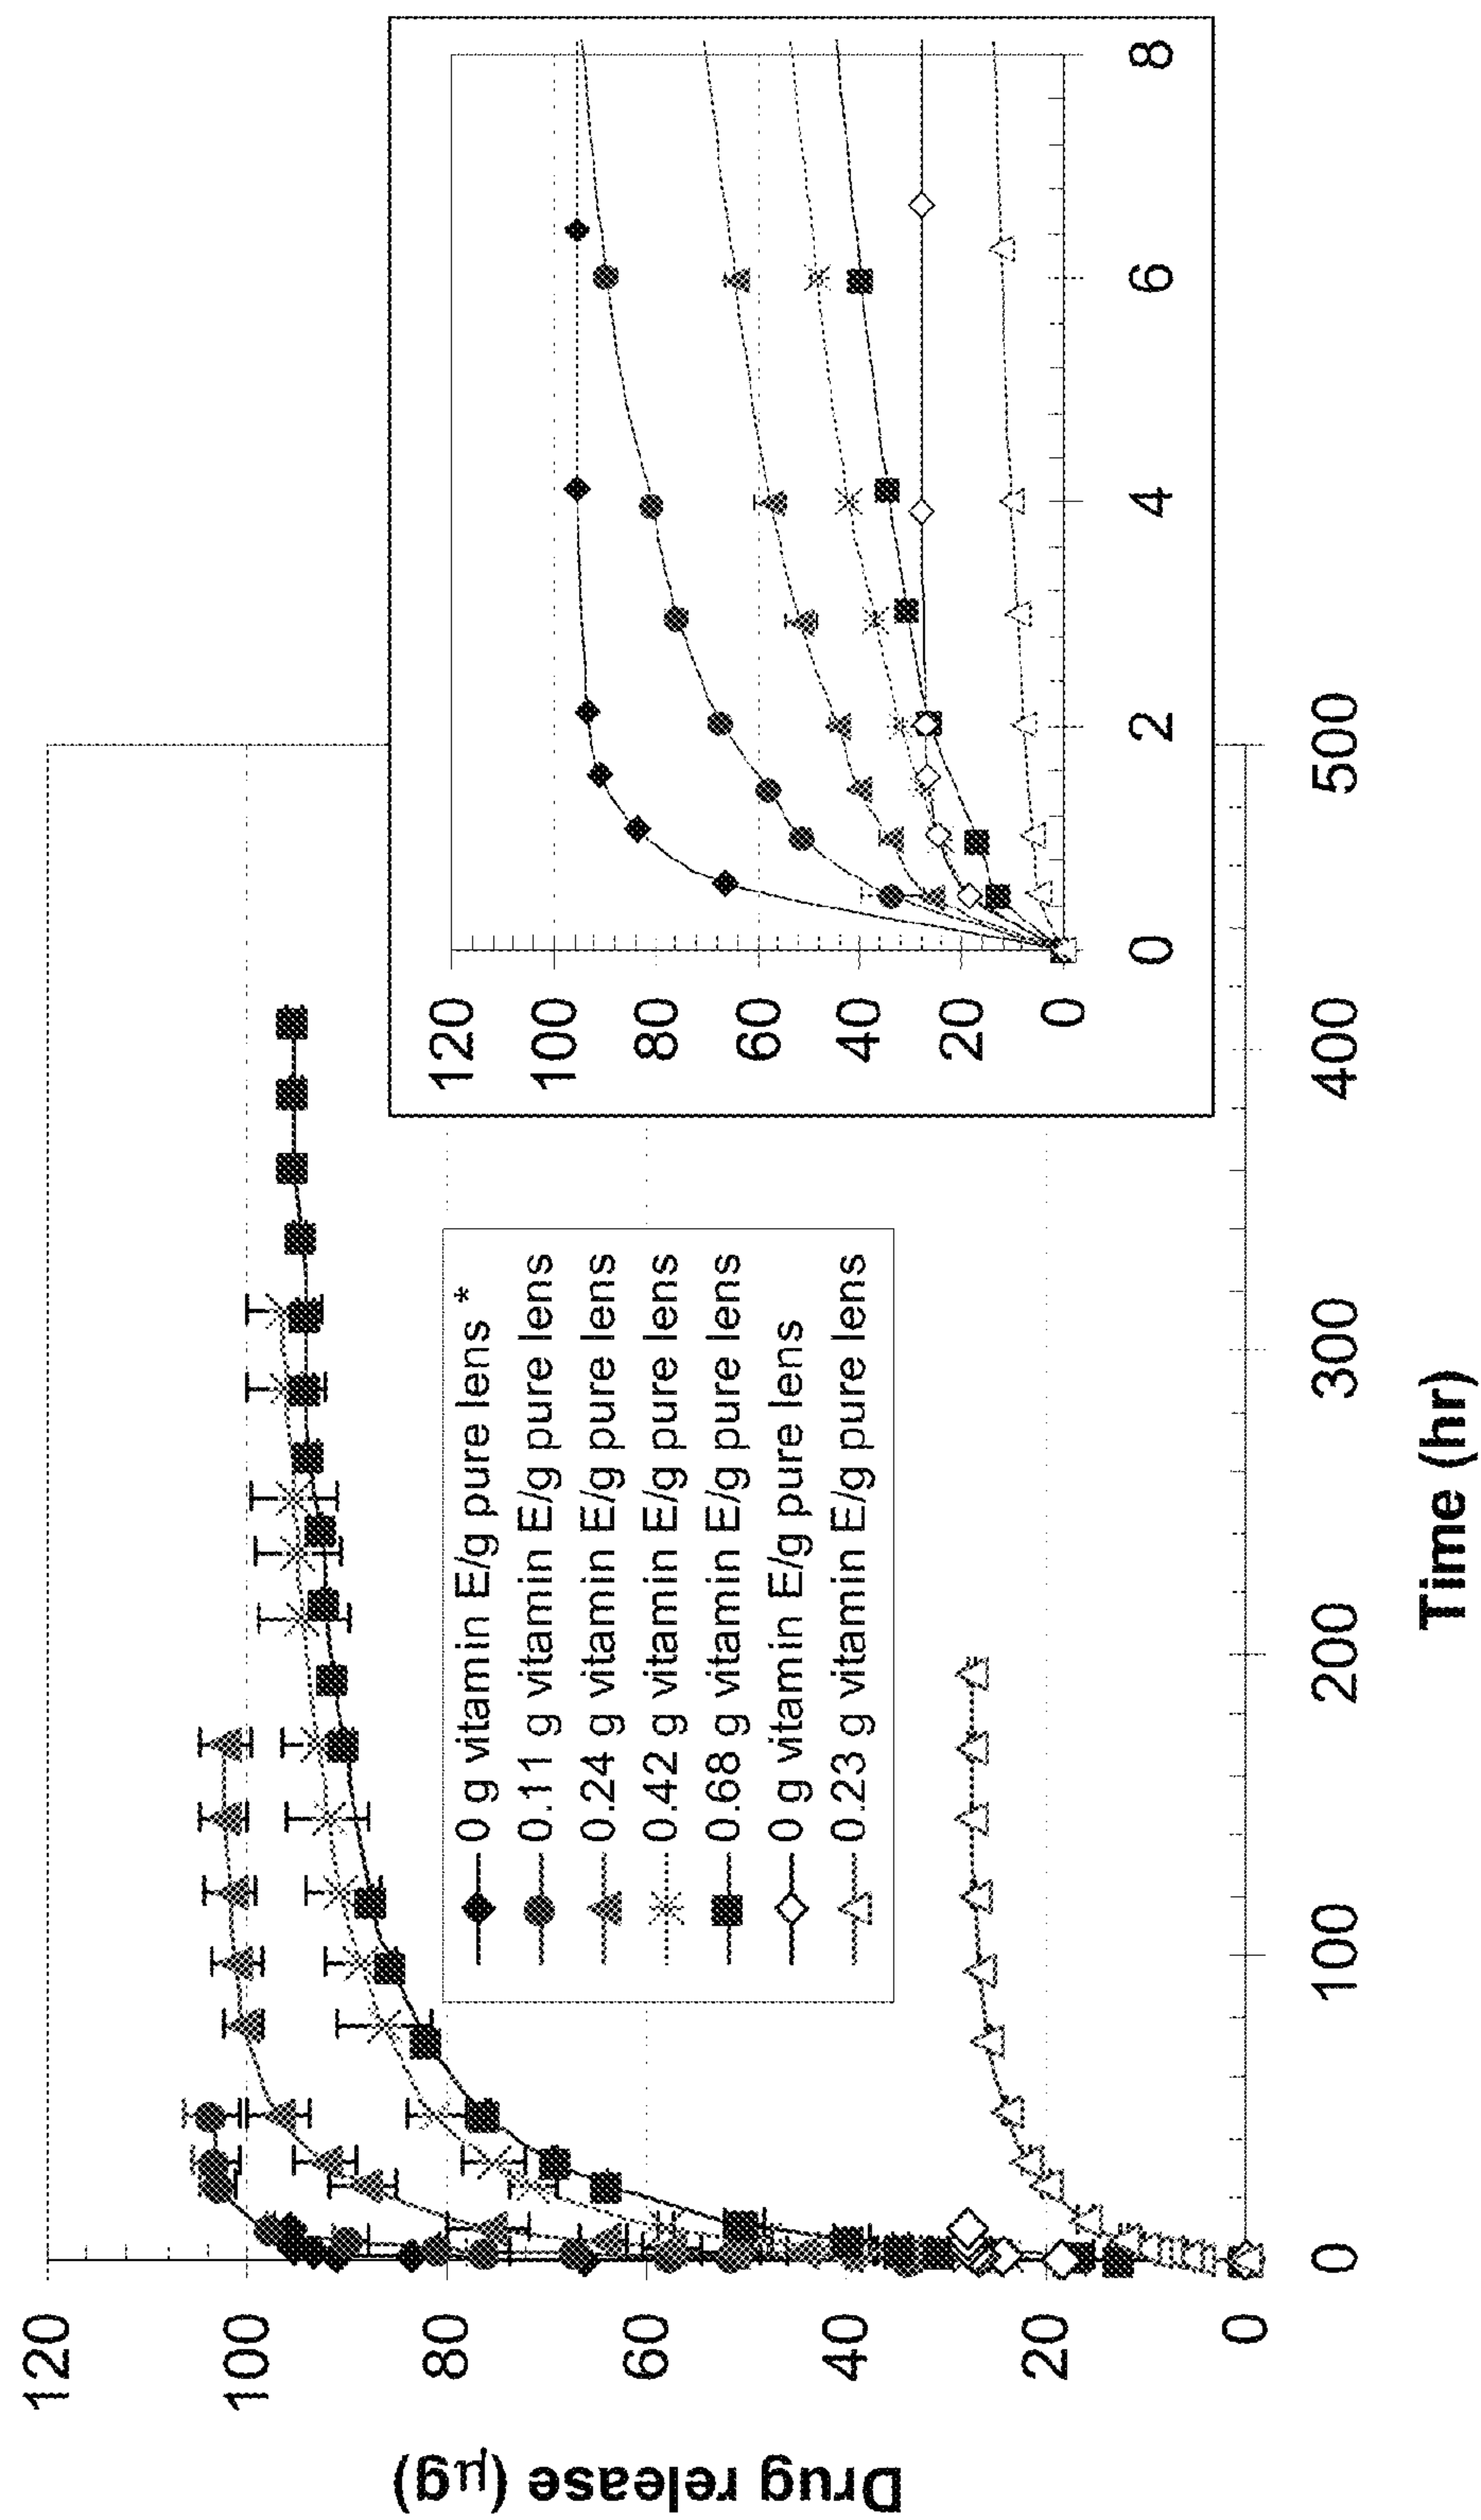 Drug release (µg)
120
100
80
60
40
20
0
0
100
200
300
400
500
Time (hr)
0 g vitamin E/g pure lens *
0.11 g vitamin E/g pure lens
0.24 g vitamin E/g pure lens
0.42 g vitamin E/g pure lens
0.68 g vitamin E/g pure lens
0 g vitamin E/g pure lens
0.23 g vitamin E/g pure lens
120
100
80
60
40
20
0
0
2
4
6
8